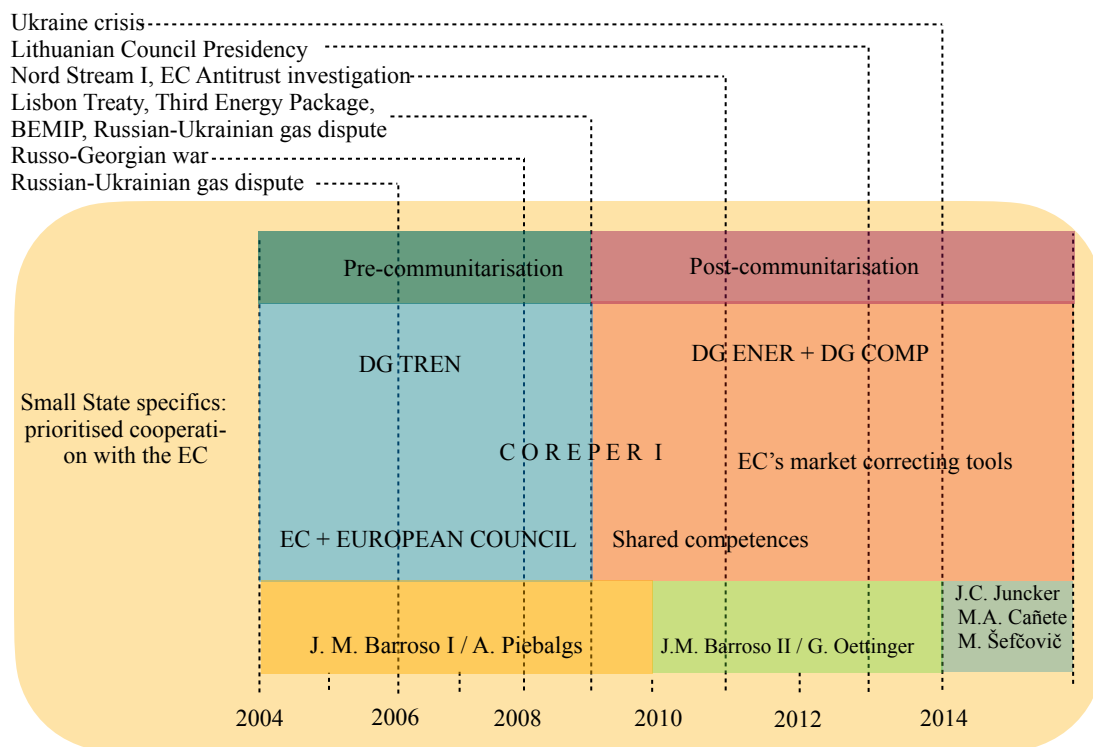 Ukraine crisis
Lithuanian Council Presidency
Nord Stream I, EC Antitrust investigation
Lisbon Treaty, Third Energy Package,
BEMIP, Russian-Ukrainian gas dispute
Russo-Georgian war
Russian-Ukrainian gas dispute
Pre-communitarisation
Post-communitarisation
DG TREN
DG ENER + DG COMP
Small State specifics:
prioritised cooperati-
on with the EC
C O R E P E R I
EC’s market correcting tools
EC + EUROPEAN COUNCIL
Shared competences
J. M. Barroso I / A. Piebalgs
J.M. Barroso II / G. Oettinger
J.C. Juncker
M.A. Cañete
M. Šefčovič
2004
2006
2008
2010
2012
2014